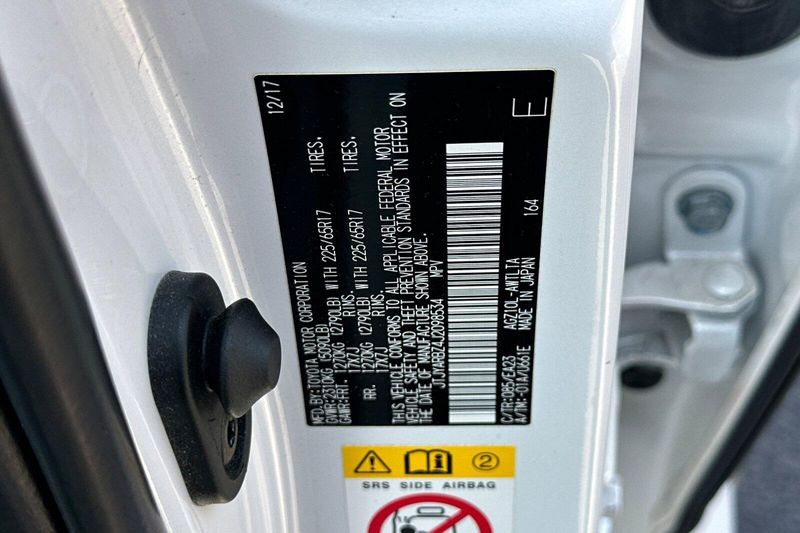 MFD.BY:TOYOTA MOTOR CORPORATION 12/17
GVWR:2310KG (5090LB)
GAWR:FRT. 1270KG (2790LB) WITH 225/65R17 TIRES,
17X7J RIMS,
RR. 1270KG (2790LB) WITH 225/65R17 TIRES,
17X7J RIMS,
THIS VEHICLE CONFORMS TO ALL APPLICABLE FEDERAL MOTOR
VEHICLE SAFETY AND THEFT PREVENTION STANDARDS IN EFFECT ON
THE DATE OF MANUFACTURE SHOWN ABOVE.
JTJYARBZ4J2098534 MPV
C/TR:085/EA23 AGZ10L-AWTLTA
A/TM:-01A/U661E MADE IN JAPAN
164 E
2
SRS SIDE AIRBAG